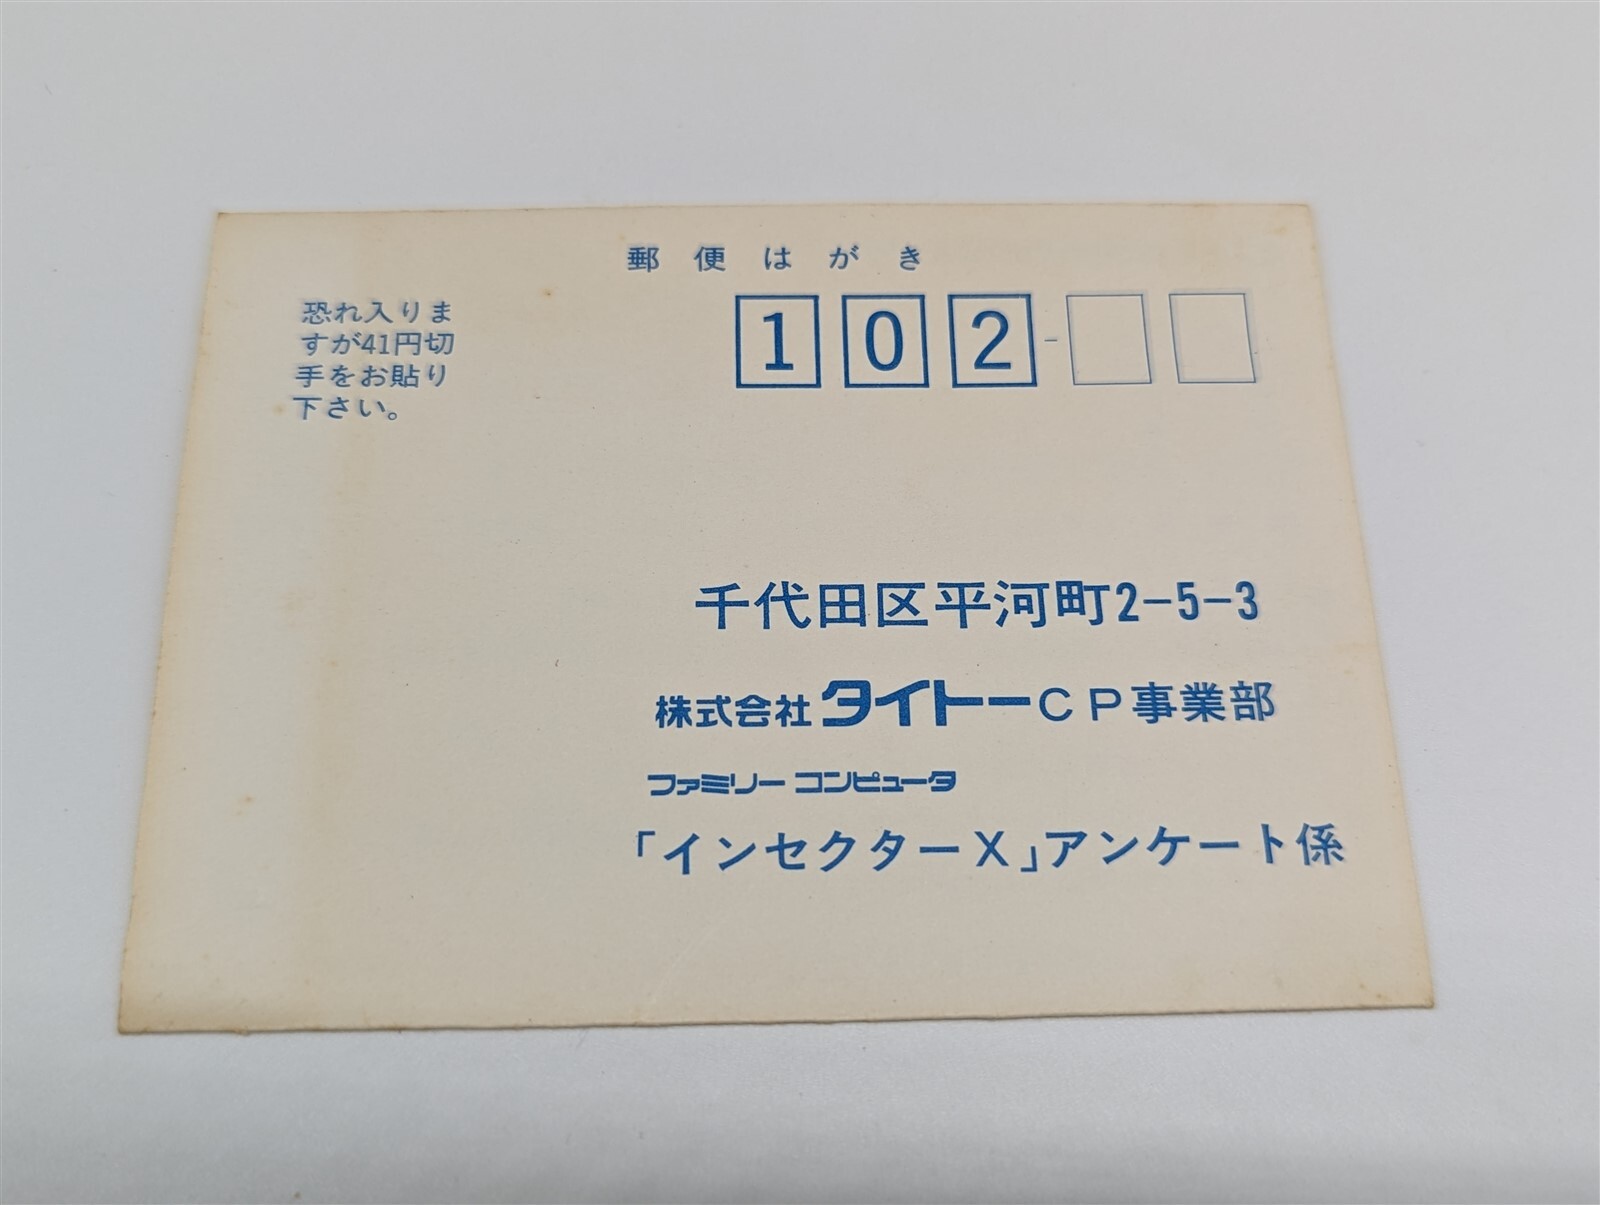 郵便はがき
恐れ入りま
すが41円切
手をお貼り
下さい。
102-
千代田区平河町2-5-3
株式会社タイトーCP事業部
ファミリーコンピュータ
「インセクターX」アンケート係